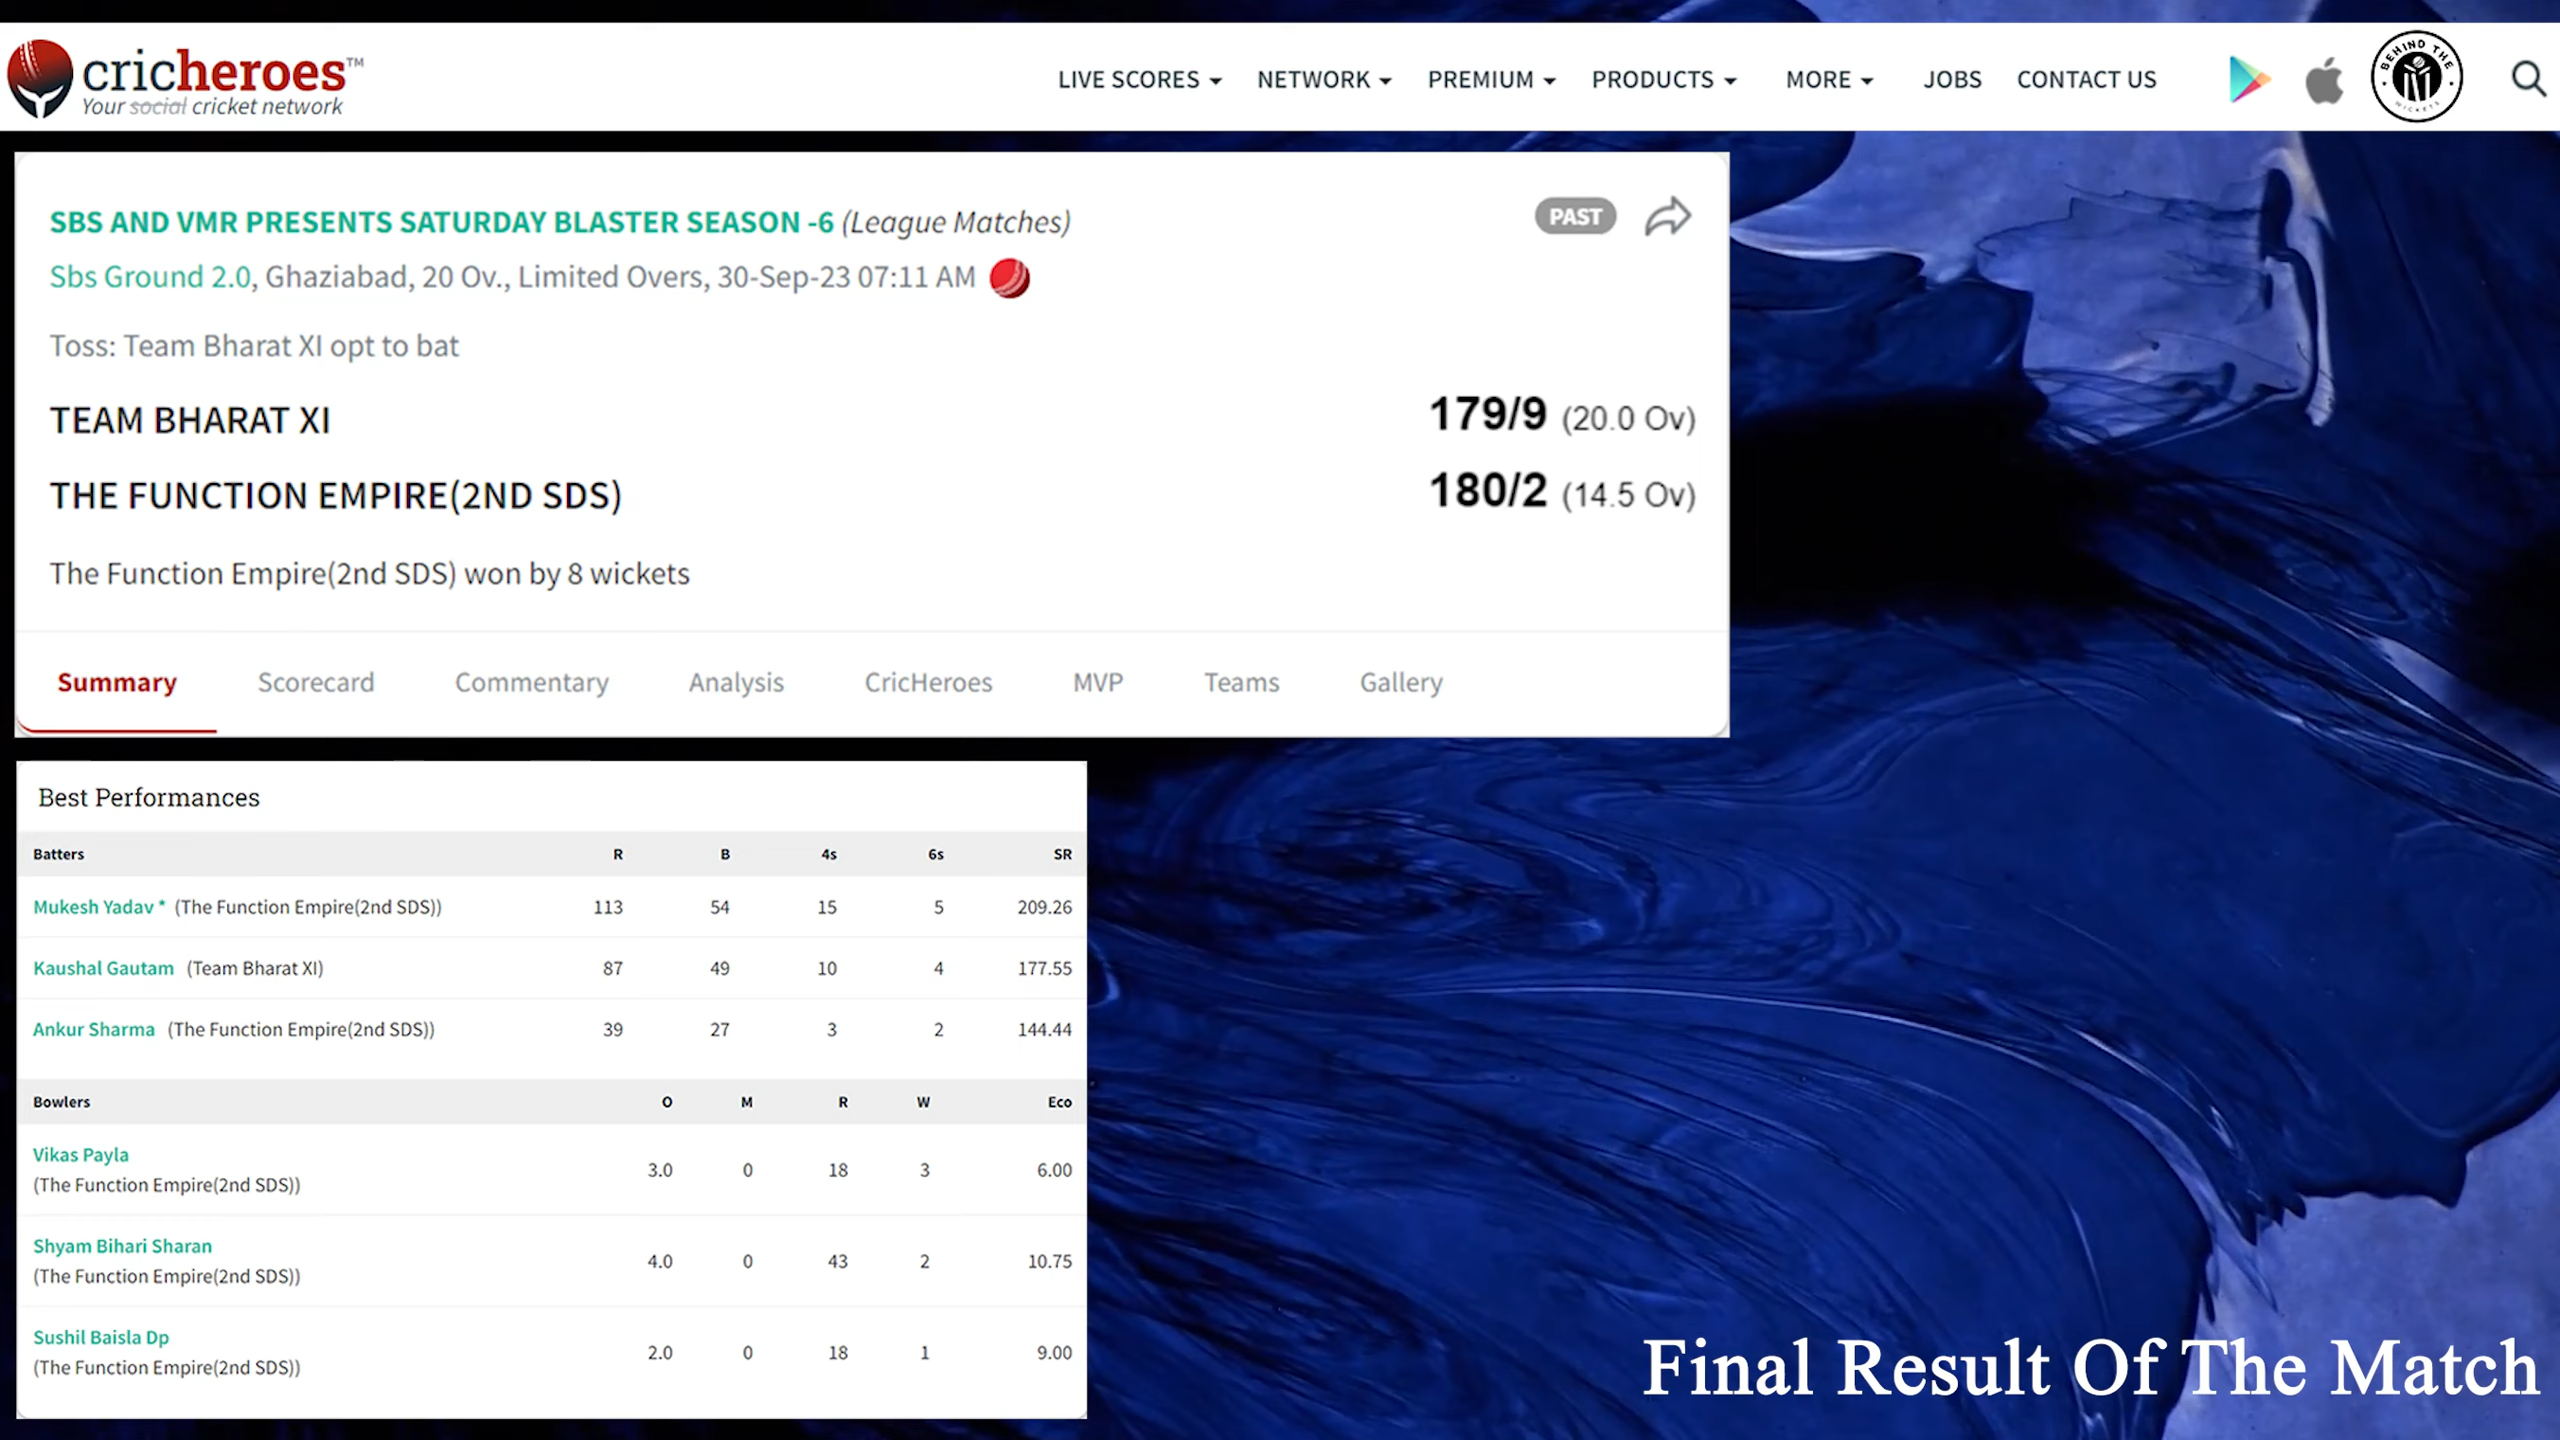 cricheroes™
Your social cricket network
LIVE SCORES NETWORK PREMIUM PRODUCTS MORE JOBS CONTACT US
BEHIND THE
WICKETS
SBS AND VMR PRESENTS SATURDAY BLASTER SEASON -6 (League Matches)
PAST
Sbs Ground 2.0, Ghaziabad, 20 Ov., Limited Overs, 30-Sep-23 07:11 AM
Toss: Team Bharat XI opt to bat
TEAM BHARAT XI 179/9 (20.0 Ov)
THE FUNCTION EMPIRE(2ND SDS) 180/2 (14.5 Ov)
The Function Empire(2nd SDS) won by 8 wickets
Summary Scorecard Commentary Analysis CricHeroes MVP Teams Gallery
Best Performances
Batters R B 4s 6s SR
Mukesh Yadav * (The Function Empire(2nd SDS)) 113 54 15 5 209.26
Kaushal Gautam (Team Bharat XI) 87 49 10 4 177.55
Ankur Sharma (The Function Empire(2nd SDS)) 39 27 3 2 144.44
Bowlers O M R W Eco
Vikas Payla
(The Function Empire(2nd SDS)) 3.0 0 18 3 6.00
Shyam Bihari Sharan
(The Function Empire(2nd SDS)) 4.0 0 43 2 10.75
Sushil Baisla Dp
(The Function Empire(2nd SDS)) 2.0 0 18 1 9.00
Final Result Of The Match